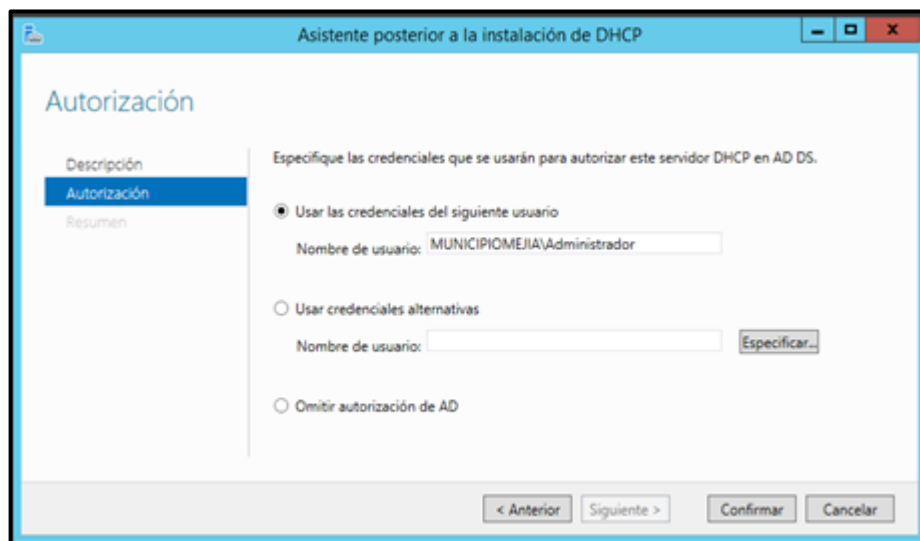 Asistente posterior a la instalación de DHCP
Autorización
Descripción
Autorización
Resumen
Especifique las credenciales que se usarán para autorizar este servidor DHCP en AD DS.
Usar las credenciales del siguiente usuario
Nombre de usuario: MUNICIPIOMEJIA\Administrador
Usar credenciales alternativas
Nombre de usuario: Especificar...
Omitir autorización de AD
< Anterior Siguiente > Confirmar Cancelar